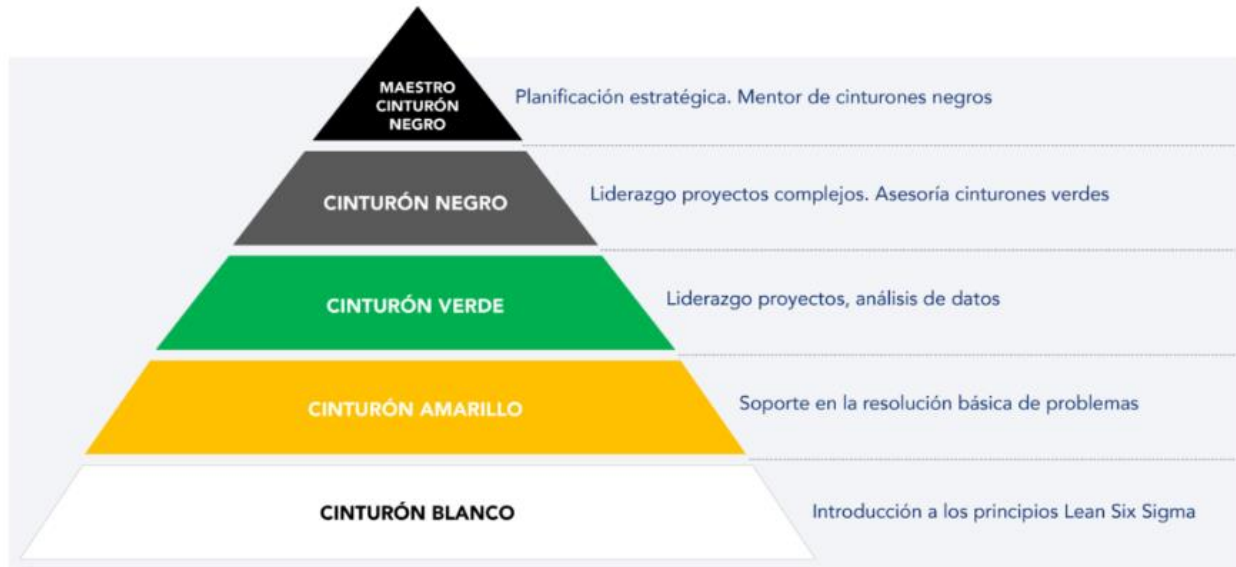 MAESTRO
CINTURÓN
NEGRO
Planificación estratégica. Mentor de cinturones negros
CINTURÓN NEGRO
Liderazgo proyectos complejos. Asesoría cinturones verdes
CINTURÓN VERDE
Liderazgo proyectos, análisis de datos
CINTURÓN AMARILLO
Soporte en la resolución básica de problemas
CINTURÓN BLANCO
Introducción a los principios Lean Six Sigma